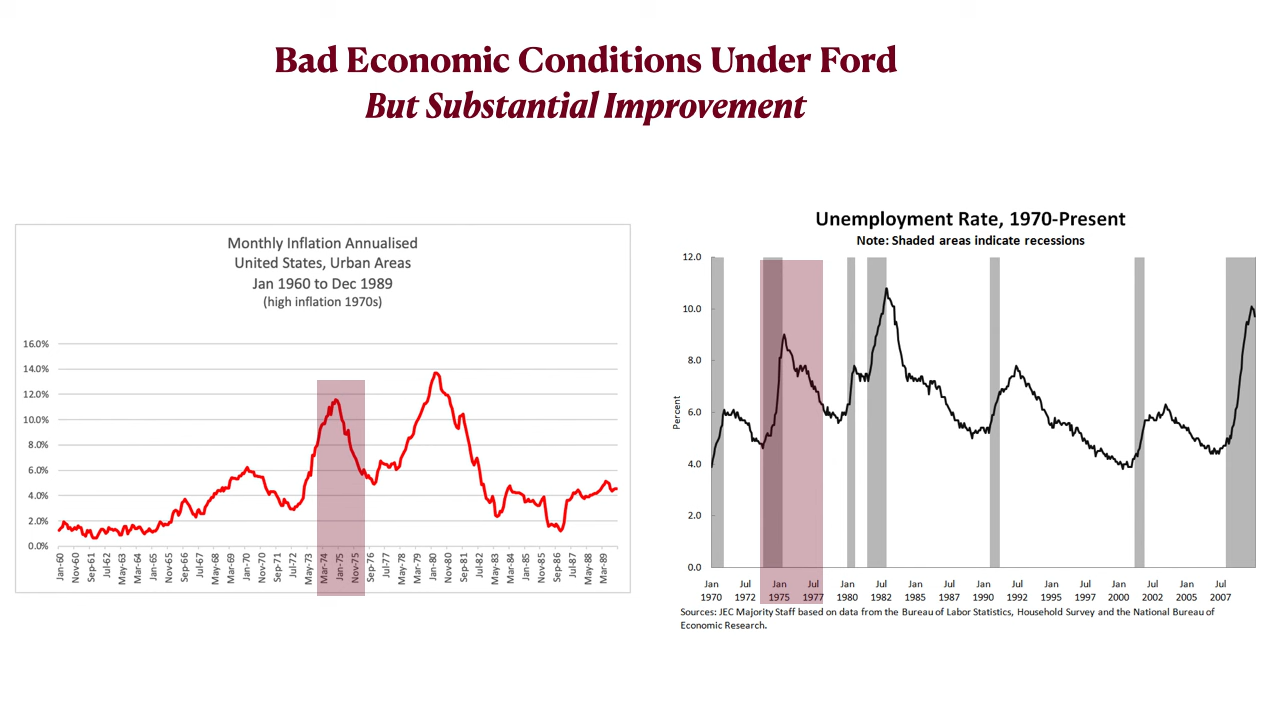 Bad Economic Conditions Under Ford
But Substantial Improvement
Monthly Inflation Annualised
United States, Urban Areas
Jan 1960 to Dec 1989
(high inflation 1970s)
16.0%
14.0%
12.0%
10.0%
8.0%
6.0%
4.0%
2.0%
0.0%
Jan-60
Nov-60
Sep-61
Jul-62
May-63
Mar-64
Jan-65
Nov-65
Sep-66
Jul-67
May-68
Mar-69
Jan-70
Nov-70
Sep-71
Jul-72
May-73
Mar-74
Jan-75
Nov-75
Sep-76
Jul-77
May-78
Mar-79
Jan-80
Nov-80
Sep-81
Jul-82
May-83
Mar-84
Jan-85
Nov-85
Sep-86
Jul-87
May-88
Mar-89
Unemployment Rate, 1970-Present
Note: Shaded areas indicate recessions
12.0
10.0
8.0
6.0
4.0
2.0
0.0
Percent
Jan Jul Jan Jul Jan Jul Jan Jul Jan Jul Jan Jul Jan Jul Jan Jul
1970 1972 1975 1977 1980 1982 1985 1987 1990 1992 1995 1997 2000 2002 2005 2007
Sources: JEC Majority Staff based on data from the Bureau of Labor Statistics, Household Survey and the National Bureau of
Economic Research.